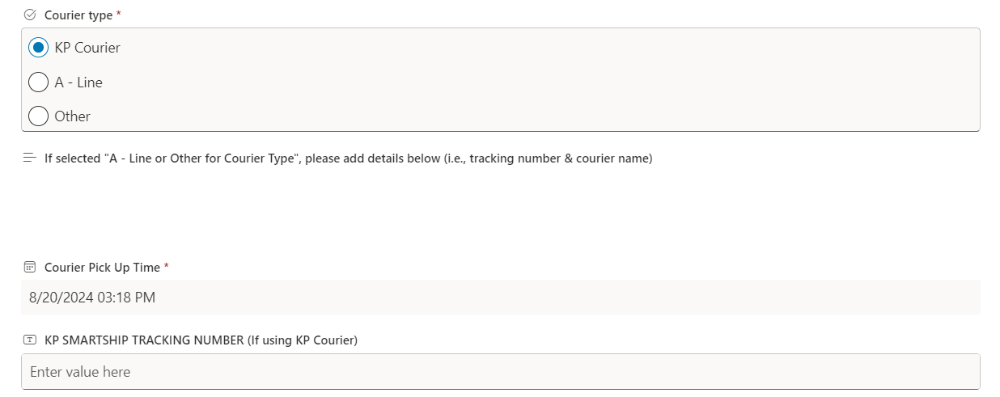 Courier type *
KP Courier
A - Line
Other
If selected "A - Line or Other for Courier Type", please add details below (i.e., tracking number & courier name)
Courier Pick Up Time *
8/20/2024 03:18 PM
KP SMARTSHIP TRACKING NUMBER (If using KP Courier)
Enter value here